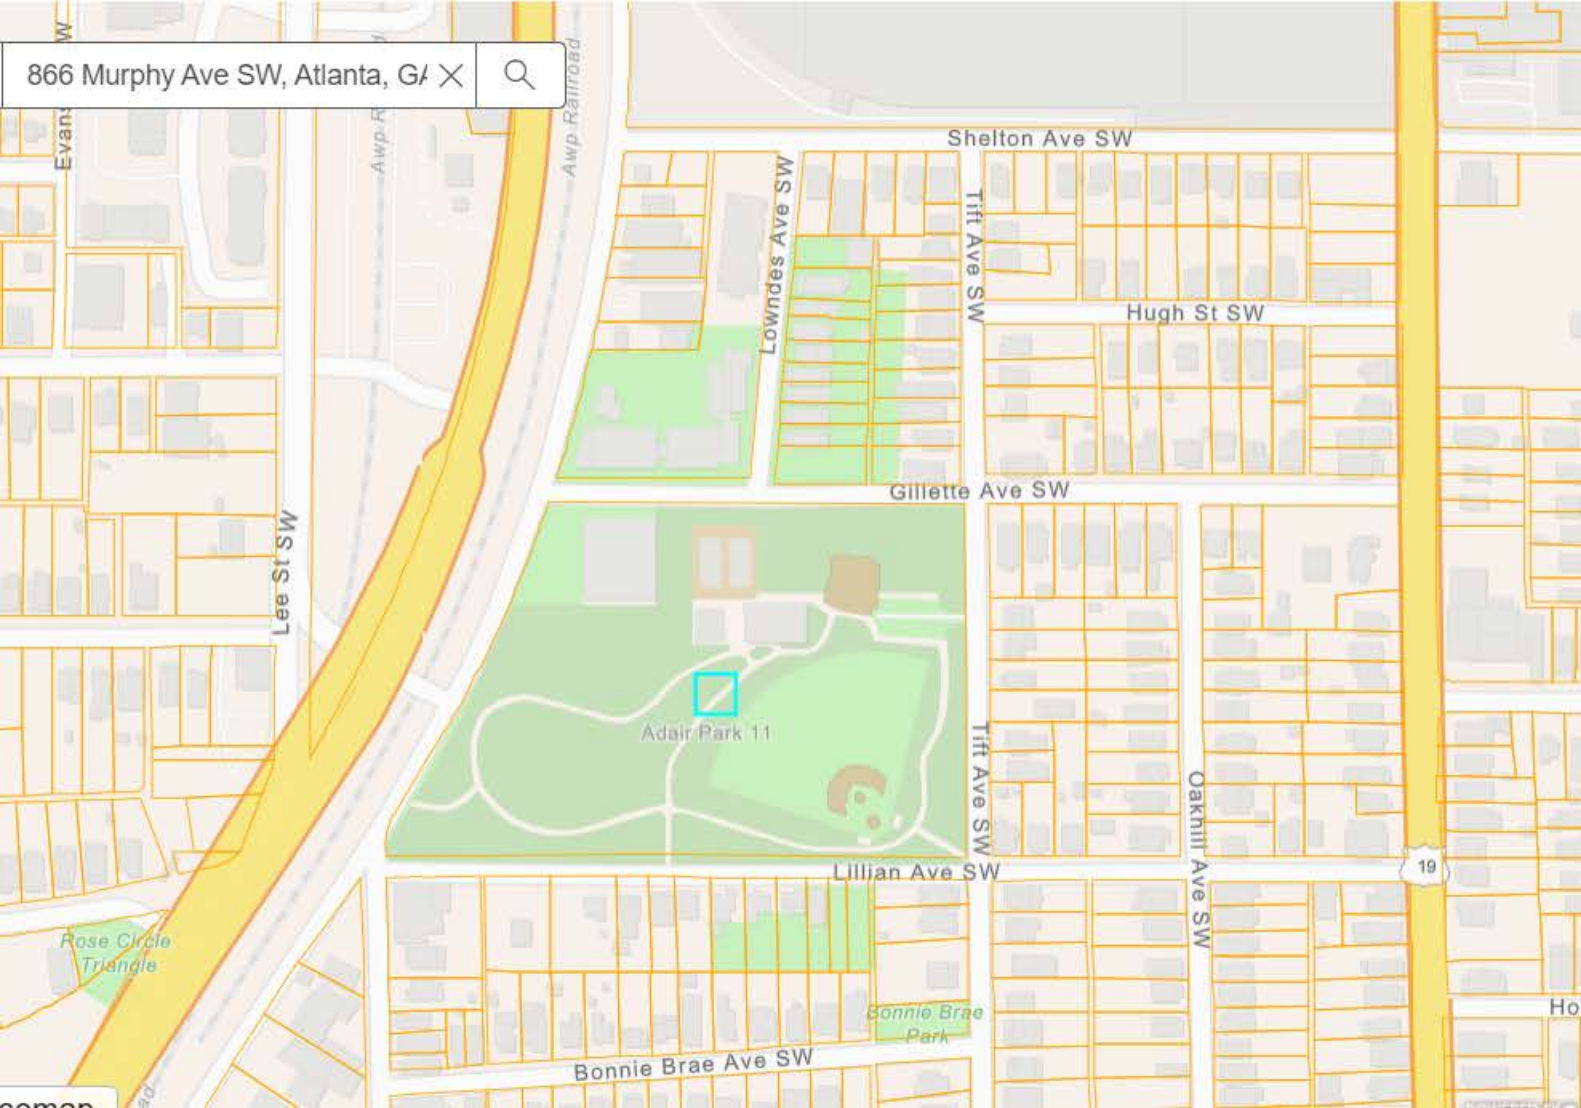 866 Murphy Ave SW, Atlanta, GA
Evans
W
Awp R
d
Awp Railroad
Shelton Ave SW
Lowndes Ave SW
Tift Ave SW
Hugh St SW
Gillette Ave SW
Lee St SW
Adair Park 11
Tift Ave SW
Oakhill Ave SW
Lillian Ave SW
19
Rose Circle
Triangle
Bonnie Brae
Park
Ho
Bonnie Brae Ave SW
ad